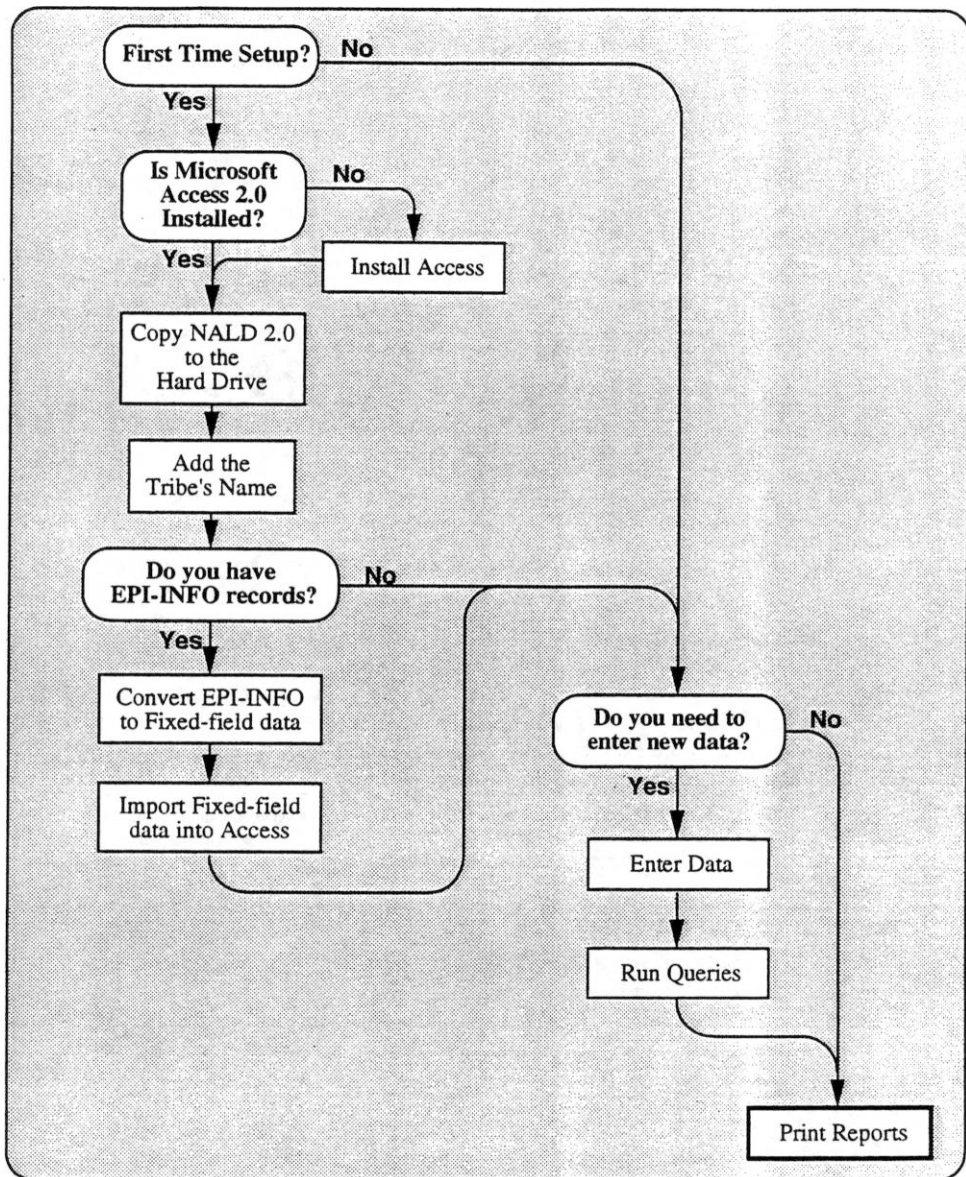 First Time Setup?
No
Yes
Is Microsoft
Access 2.0
Installed?
No
Yes
Install Access
Copy NALD 2.0
to the
Hard Drive
Add the
Tribe's Name
Do you have
EPI-INFO records?
No
Yes
Convert EPI-INFO
to Fixed-field data
Import Fixed-field
data into Access
Do you need to
enter new data?
No
Yes
Enter Data
Run Queries
Print Reports